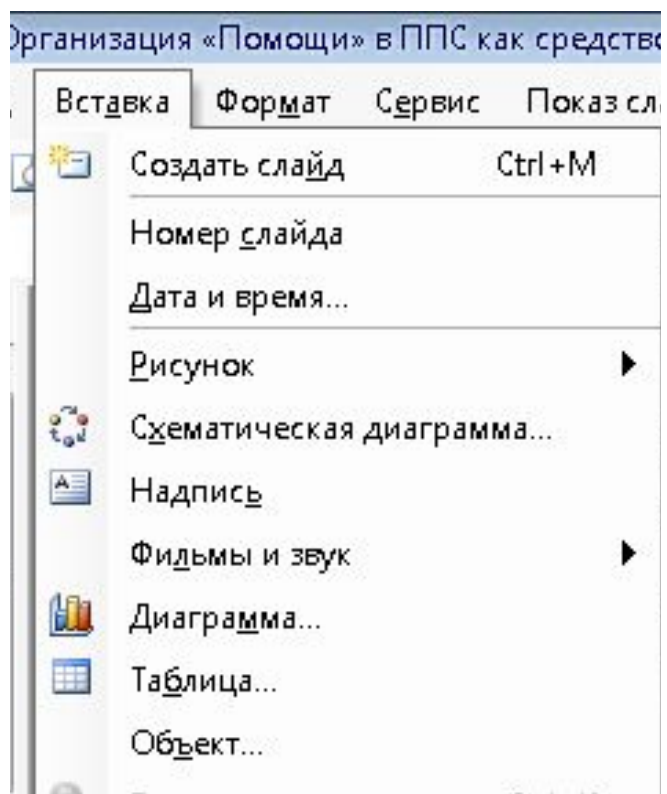 Организация «Помощи» в ППС как средство
Вставка Формат Сервис Показ сл
Создать слайд Ctrl+M
Номер слайда
Дата и время...
Рисунок
Схематическая диаграмма...
Надпись
Фильмы и звук
Диаграмма...
Таблица...
Объект...